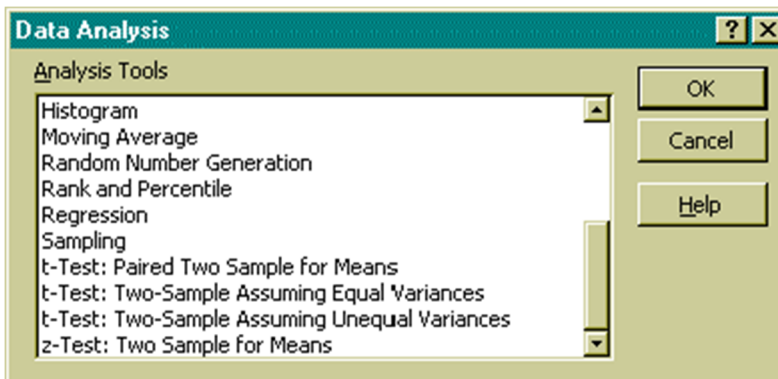 Data Analysis
Analysis Tools
Histogram
Moving Average
Random Number Generation
Rank and Percentile
Regression
Sampling
t-Test: Paired Two Sample for Means
t-Test: Two-Sample Assuming Equal Variances
t-Test: Two-Sample Assuming Unequal Variances
z-Test: Two Sample for Means
OK
Cancel
Help